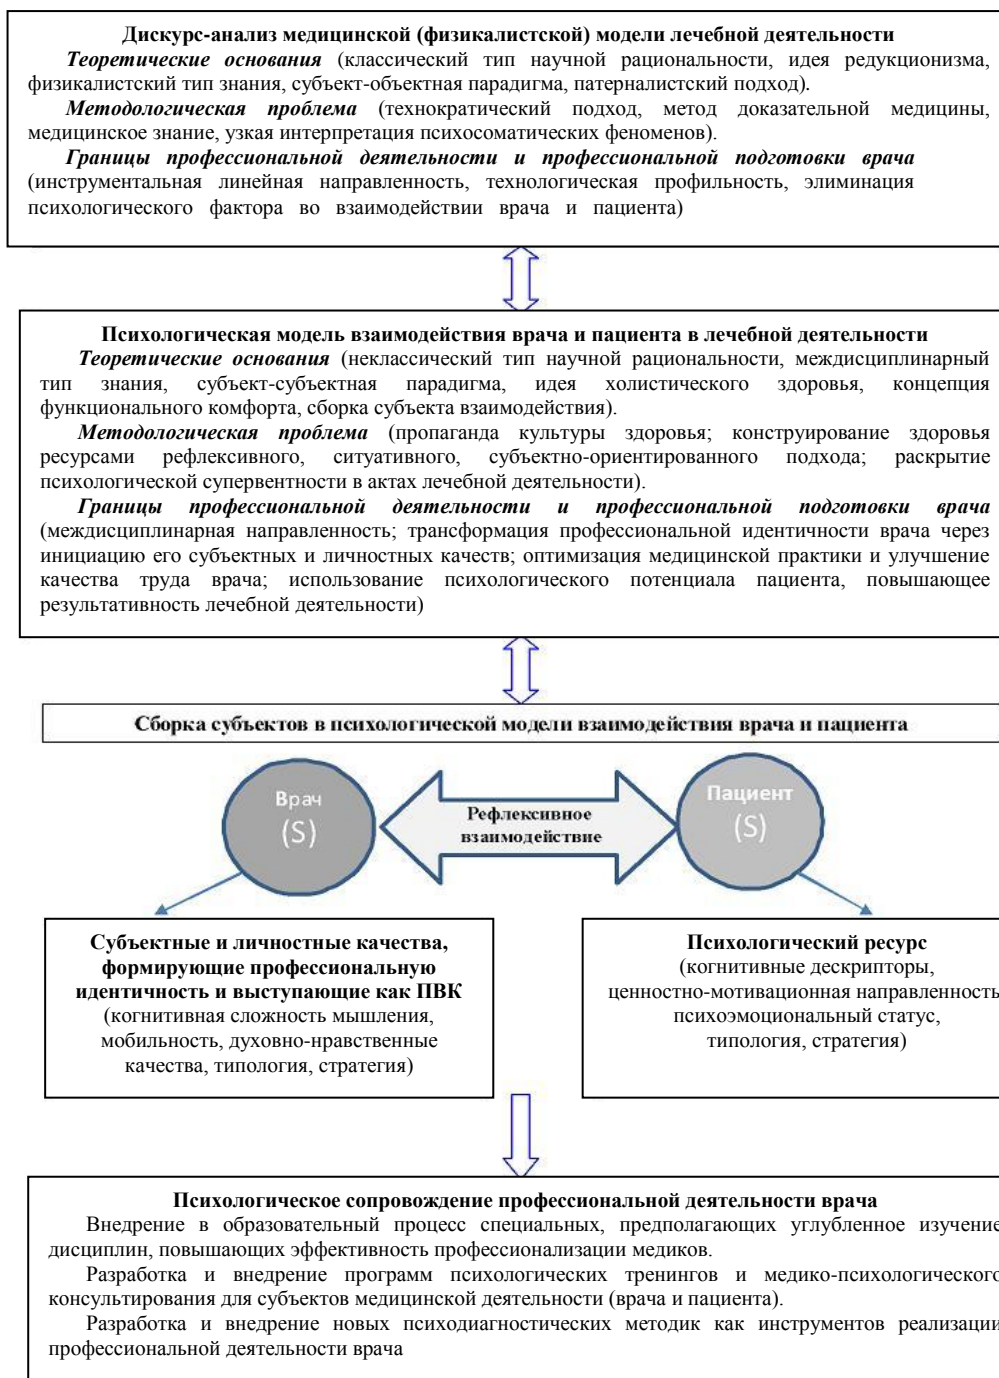 Дискурс-анализ медицинской (физикалистской) модели лечебной деятельности
Теоретические основания (классический тип научной рациональности, идея редукционизма,
физикалистский тип знания, субъект-объектная парадигма, патерналистский подход).
Методологическая проблема (технократический подход, метод доказательной медицины,
медицинское знание, узкая интерпретация психосоматических феноменов).
Границы профессиональной деятельности и профессиональной подготовки врача
(инструментальная линейная направленность, технологическая профильность, элиминация
психологического фактора во взаимодействии врача и пациента)
Психологическая модель взаимодействия врача и пациента в лечебной деятельности
Теоретические основания (неклассический тип научной рациональности, междисциплинарный
тип знания, субъект-субъектная парадигма, идея холистического здоровья, концепция
функционального комфорта, сборка субъекта взаимодействия).
Методологическая проблема (пропаганда культуры здоровья; конструирование здоровья
ресурсами рефлексивного, ситуативного, субъектно-ориентированного подхода; раскрытие
психологической супервентности в актах лечебной деятельности).
Границы профессиональной деятельности и профессиональной подготовки врача
(междисциплинарная направленность; трансформация профессиональной идентичности врача через
инициацию его субъектных и личностных качеств; оптимизация медицинской практики и улучшение
качества труда врача; использование психологического потенциала пациента, повышающее
результативность лечебной деятельности)
Сборка субъектов в психологической модели взаимодействия врача и пациента
Врач
(S)
Рефлексивное
взаимодействие
Пациент
(S)
Субъектные и личностные качества,
формирующие профессиональную
идентичность и выступающие как ПВК
(когнитивная сложность мышления,
мобильность, духовно-нравственные
качества, типология, стратегия)
Психологический ресурс
(когнитивные дескрипторы,
ценностно-мотивационная направленность
психоэмоциональный статус,
типология, стратегия)
Психологическое сопровождение профессиональной деятельности врача
Внедрение в образовательный процесс специальных, предполагающих углубленное изучение
дисциплин, повышающих эффективность профессионализации медиков.
Разработка и внедрение программ психологических тренингов и медико-психологического
консультирования для субъектов медицинской деятельности (врача и пациента).
Разработка и внедрение новых психодиагностических методик как инструментов реализации
профессиональной деятельности врача